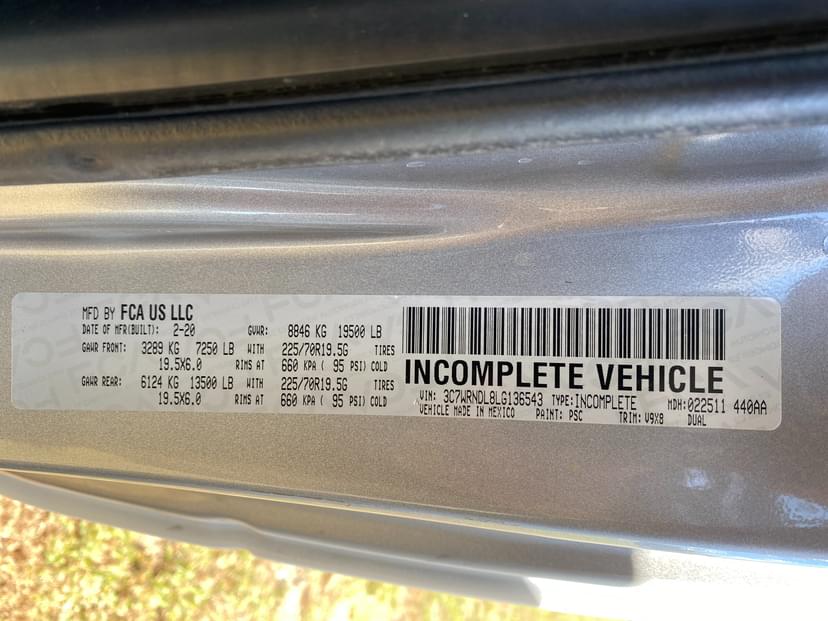 MFD BY FCA US LLC
DATE OF MFR(BUILT): 2-20 GVWR: 8846 KG 19500 LB
GAWR FRONT: 3289 KG 7250 LB WITH 225/70R19.5G TIRES
19.5X6.0 RIMS AT 660 KPA ( 95 PSI) COLD
GAWR REAR: 6124 KG 13500 LB WITH 225/70R19.5G TIRES
19.5X6.0 RIMS AT 660 KPA ( 95 PSI) COLD
INCOMPLETE VEHICLE
VIN: 3C7WRNDL8LG136543 TYPE: INCOMPLETE MDH: 022511 440AA
VEHICLE MADE IN MEXICO PAINT: PSC TRIM: V9X8 DUAL